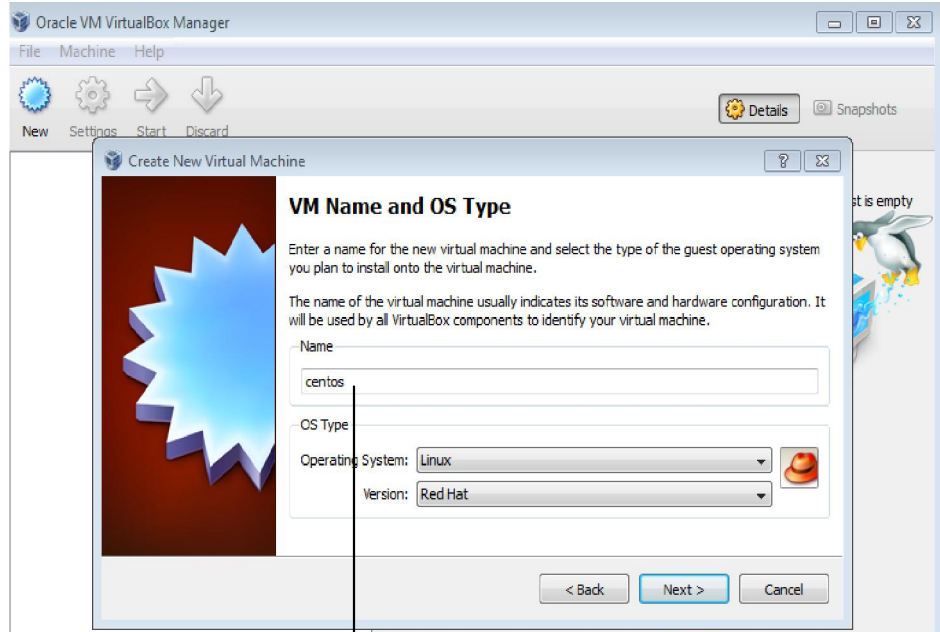 Oracle VM VirtualBox Manager
File Machine Help
New Settings Start Discard
Details Snapshots
Create New Virtual Machine
st is empty
VM Name and OS Type
Enter a name for the new virtual machine and select the type of the guest operating system
you plan to install onto the virtual machine.
The name of the virtual machine usually indicates its software and hardware configuration. It
will be used by all VirtualBox components to identify your virtual machine.
Name
centos
OS Type
Operating System: Linux
Version: Red Hat
< Back Next > Cancel